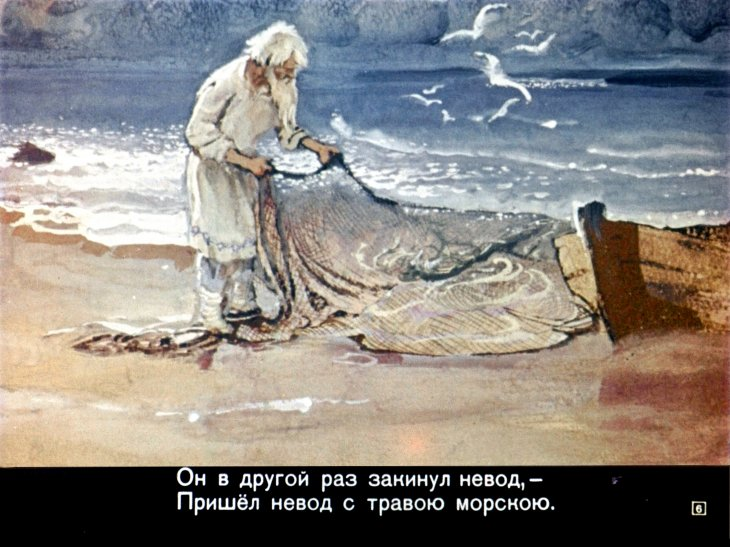 Он в другой раз закинул невод,–
Пришёл невод с травою морскою.
6